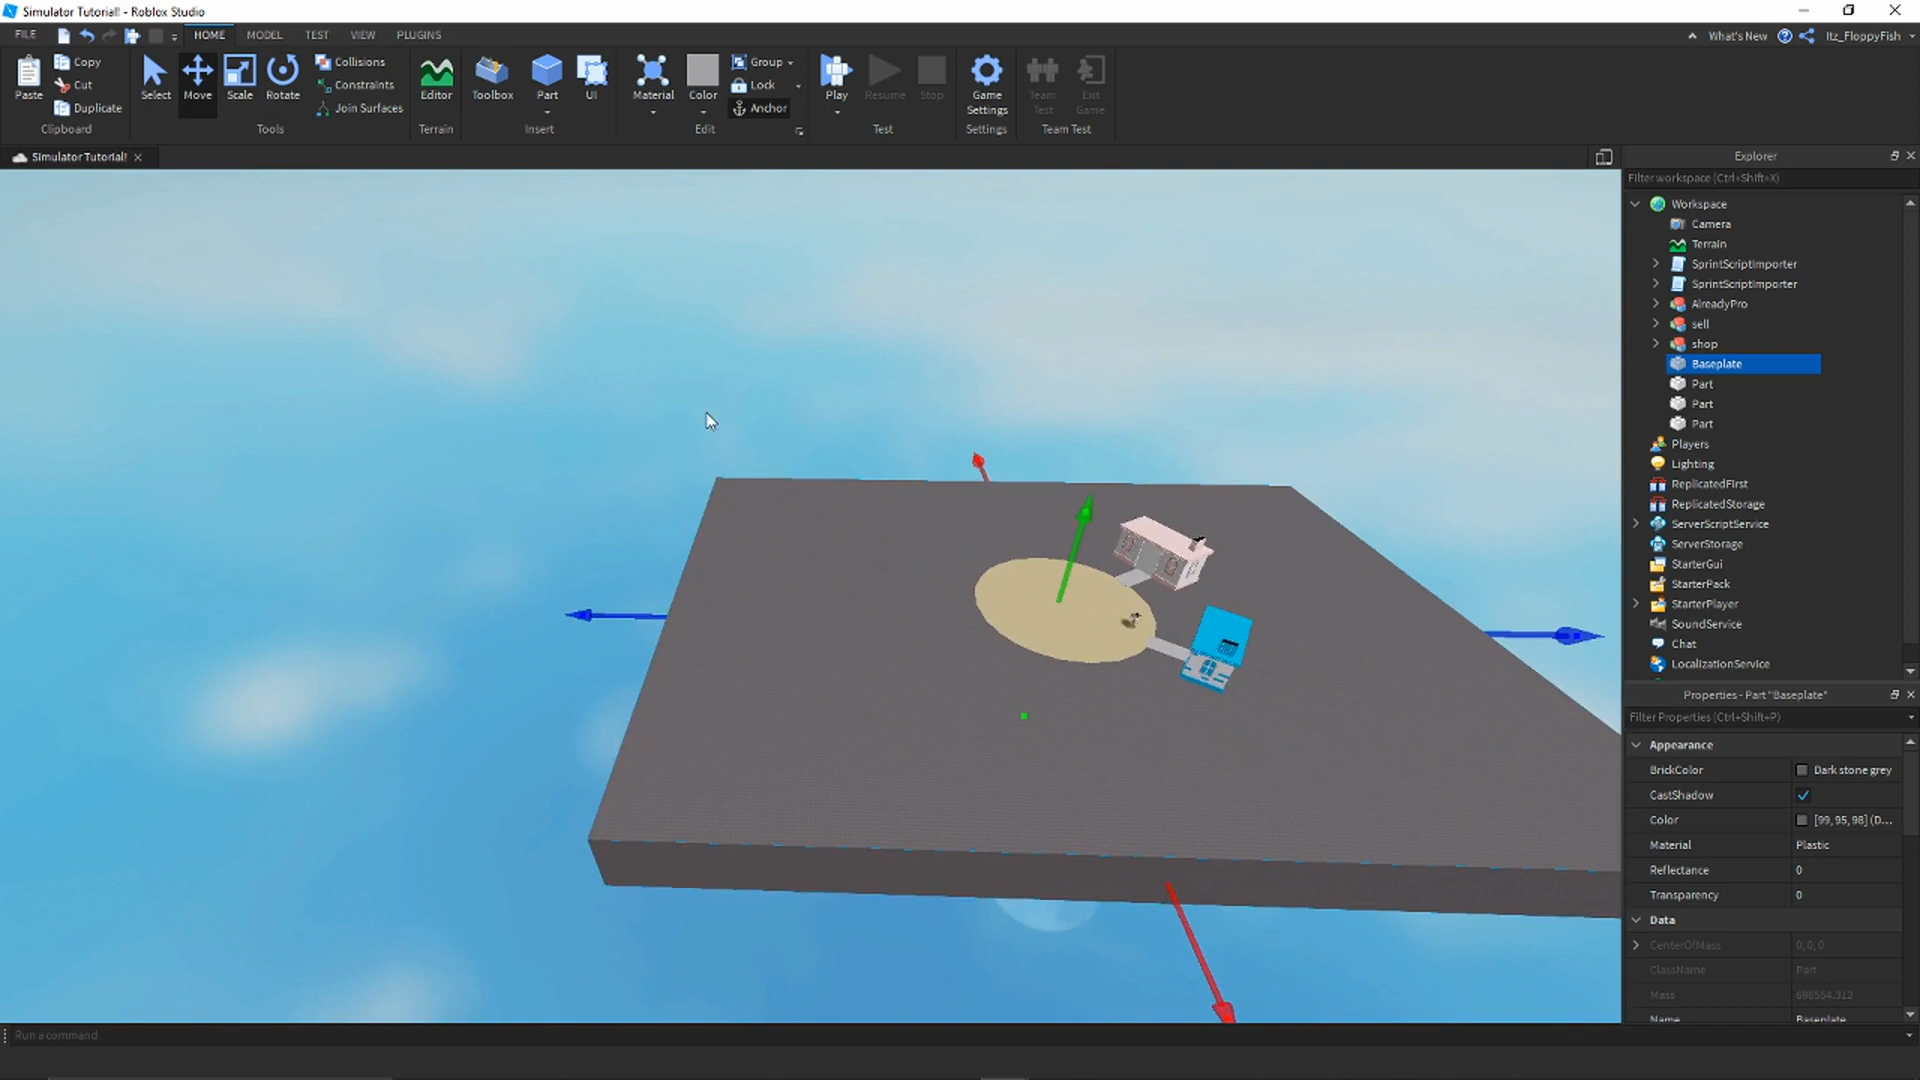 Simulator Tutorial! - Roblox Studio
FILE HOME MODEL TEST VIEW PLUGINS What's New Itz_FloppyFish
Paste Copy Cut Duplicate Clipboard
Select Move Scale Rotate Collisions Constraints Join Surfaces Tools
Editor Terrain
Toolbox Part UI Insert
Material Color Group Lock Anchor Edit
Play Resume Stop Test
Game Settings Settings
Team Test Exit Game Team Test
Simulator Tutorial!
Explorer
Filter workspace (Ctrl+Shift+X)
Workspace
Camera
Terrain
SprintScriptImporter
SprintScriptImporter
AlreadyPro
sell
shop
Baseplate
Part
Part
Part
Players
Lighting
ReplicatedFirst
ReplicatedStorage
ServerScriptService
ServerStorage
StarterGui
StarterPack
StarterPlayer
SoundService
Chat
LocalizationService
Properties - Part "Baseplate"
Filter Properties (Ctrl+Shift+P)
Appearance
BrickColor Dark stone grey
CastShadow
Color [99, 95, 98] (D...
Material Plastic
Reflectance 0
Transparency 0
Data
CenterOfMass 0, 0, 0
ClassName Part
Mass 698554.312
Name Baseplate
Run a command